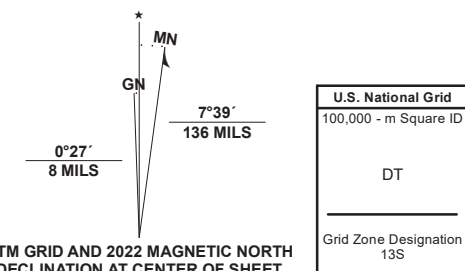 ★
MN
GN
7°39´
136 MILS
0°27´
8 MILS
TM GRID AND 2022 MAGNETIC NORTH
DECLINATION AT CENTER OF SHEET
U.S. National Grid
100,000 - m Square ID
DT
Grid Zone Designation
13S